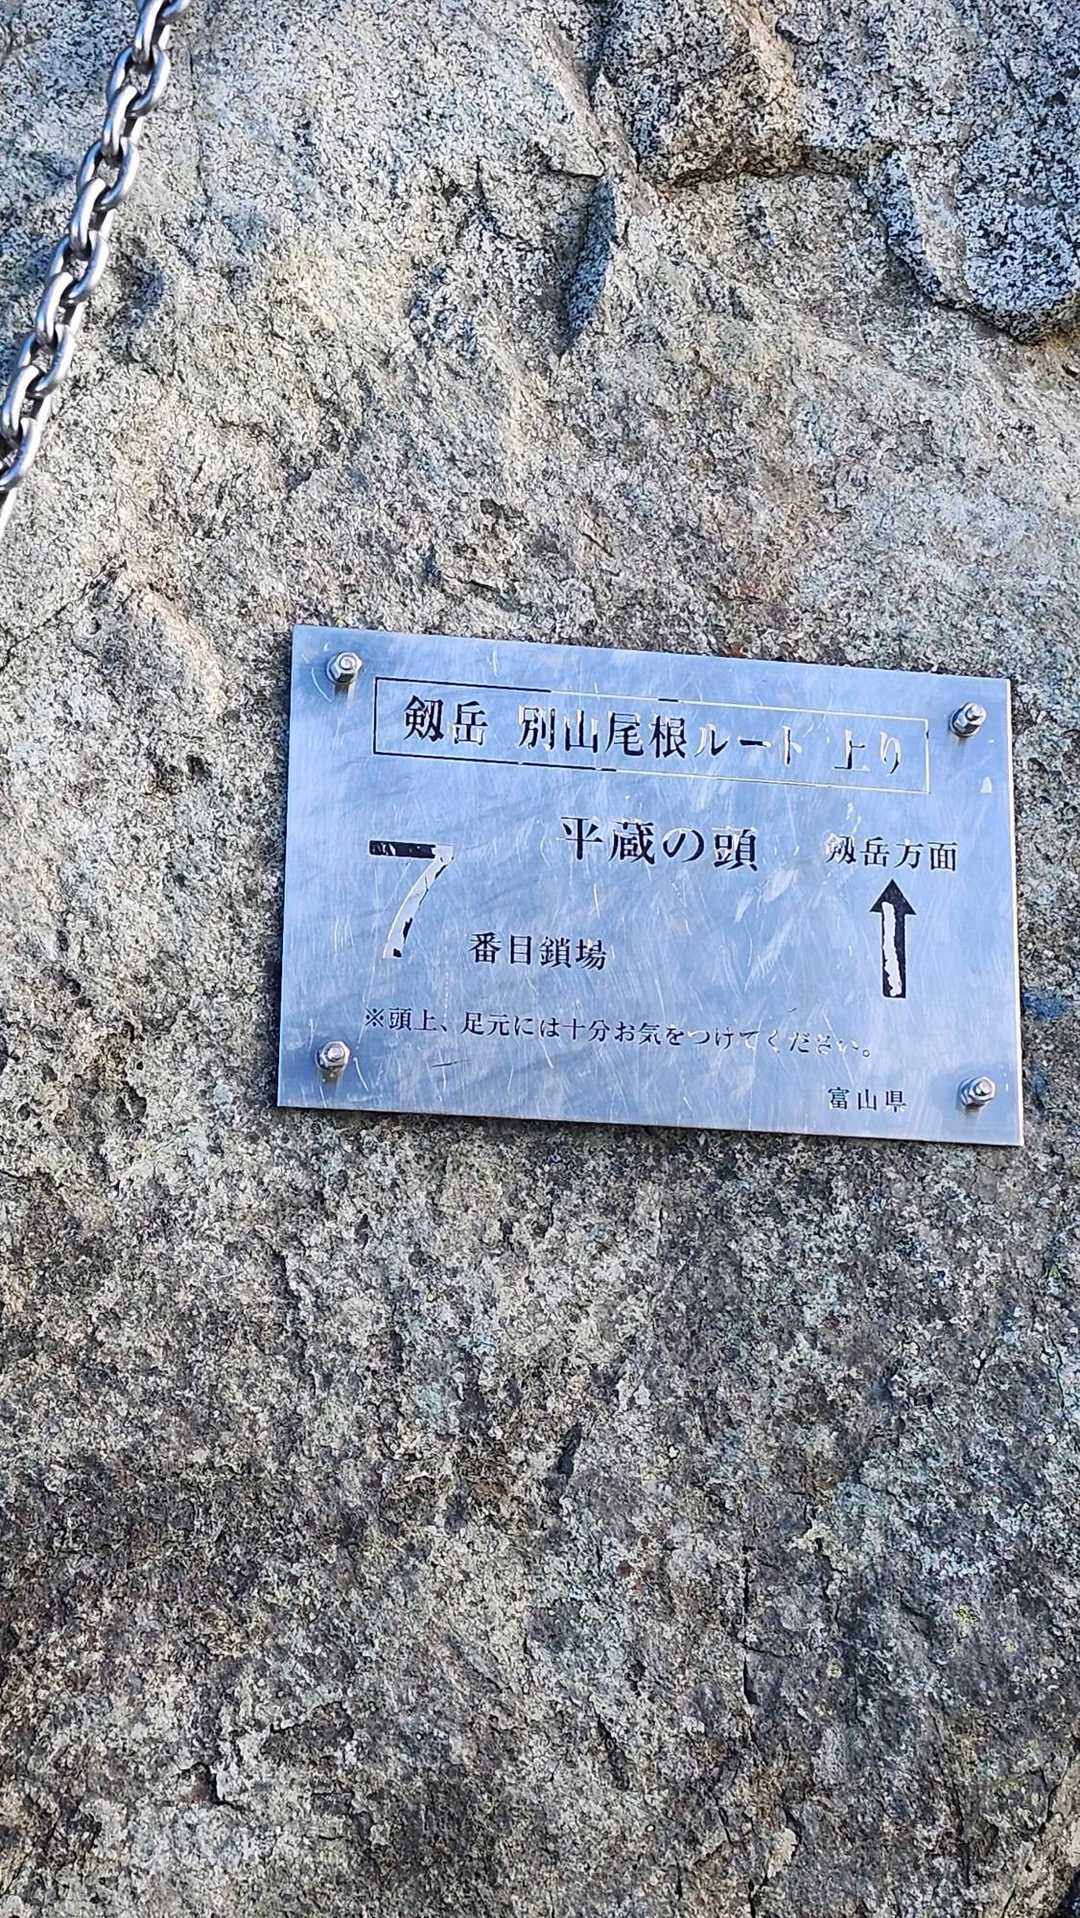 剱岳 別山尾根ルート 上り
平蔵の頭
剱岳方面
7 番目鎖場
※頭上、足元には十分お気をつけてください。
富山県